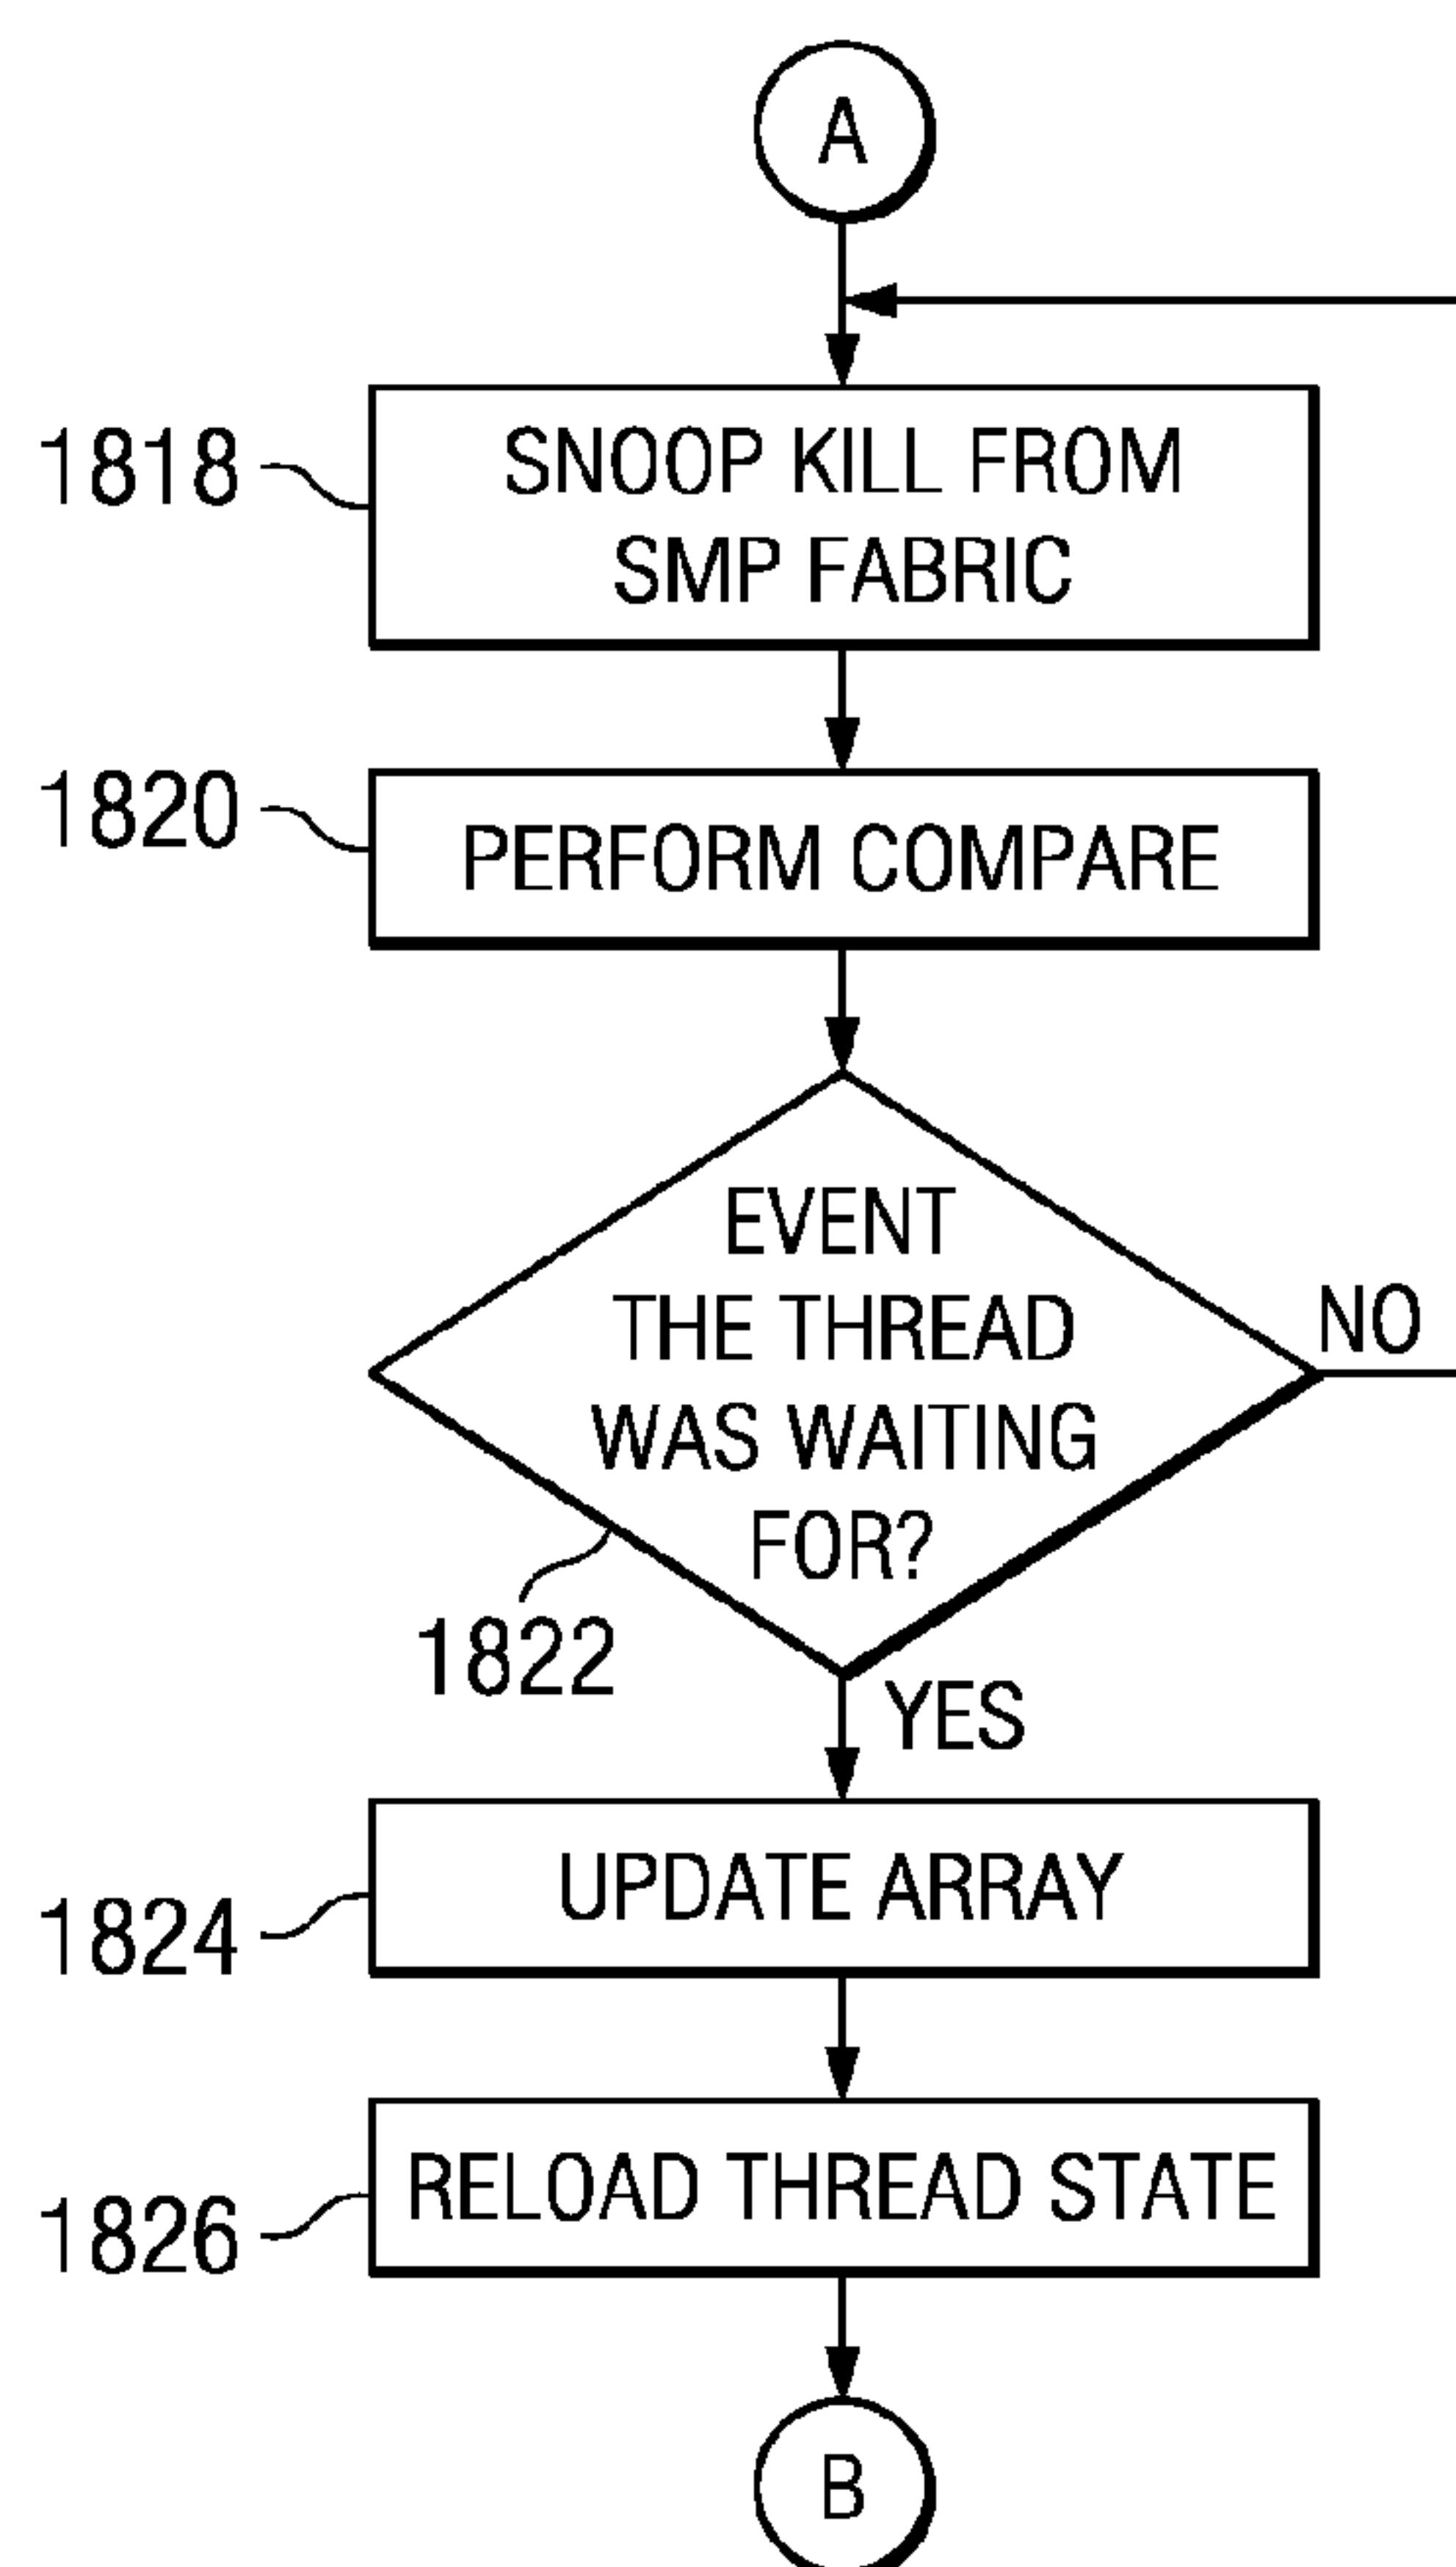 A
1818
SNOOP KILL FROM
SMP FABRIC
1820
PERFORM COMPARE
EVENT
THE THREAD
WAS WAITING
FOR?
NO
1822
YES
1824
UPDATE ARRAY
1826
RELOAD THREAD STATE
B